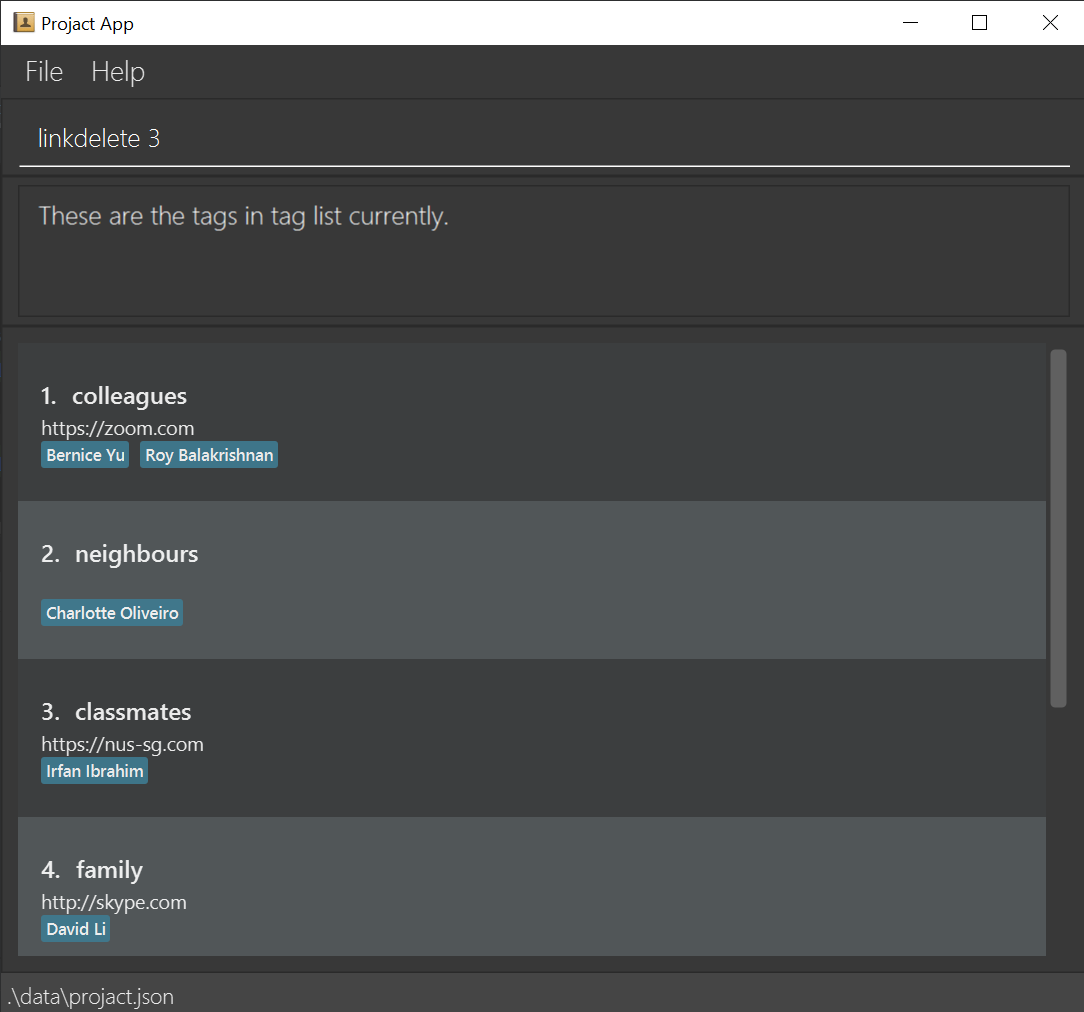 Project App
File Help
linkdelete 3
These are the tags in tag list currently.
1. colleagues
https://zoom.com
Bernice Yu Roy Balakrishnan
2. neighbours
Charlotte Oliveiro
3. classmates
https://nus-sg.com
Irfan Ibrahim
4. family
http://skype.com
David Li
.\data\projact.json